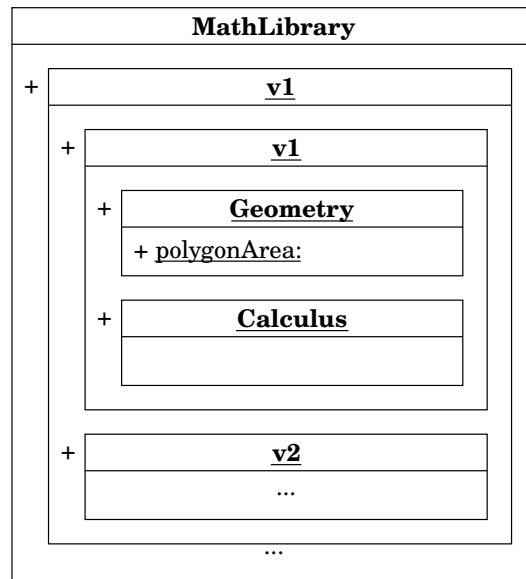 MathLibrary
+ v1
+ v1
+ Geometry
+ polygonArea:
+ Calculus
+ v2
...
...